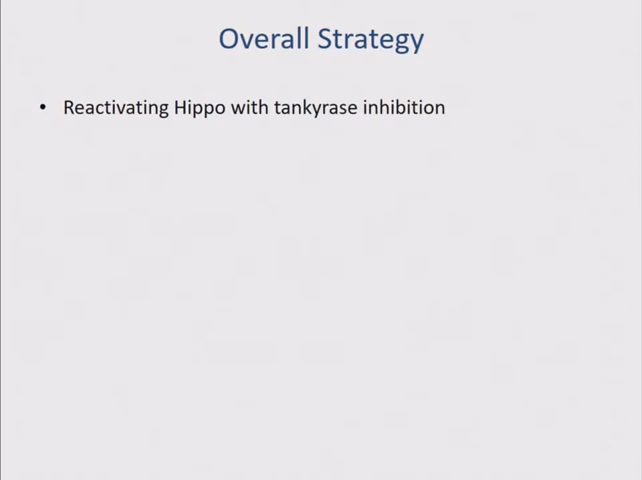 Overall Strategy
• Reactivating Hippo with tankyrase inhibition